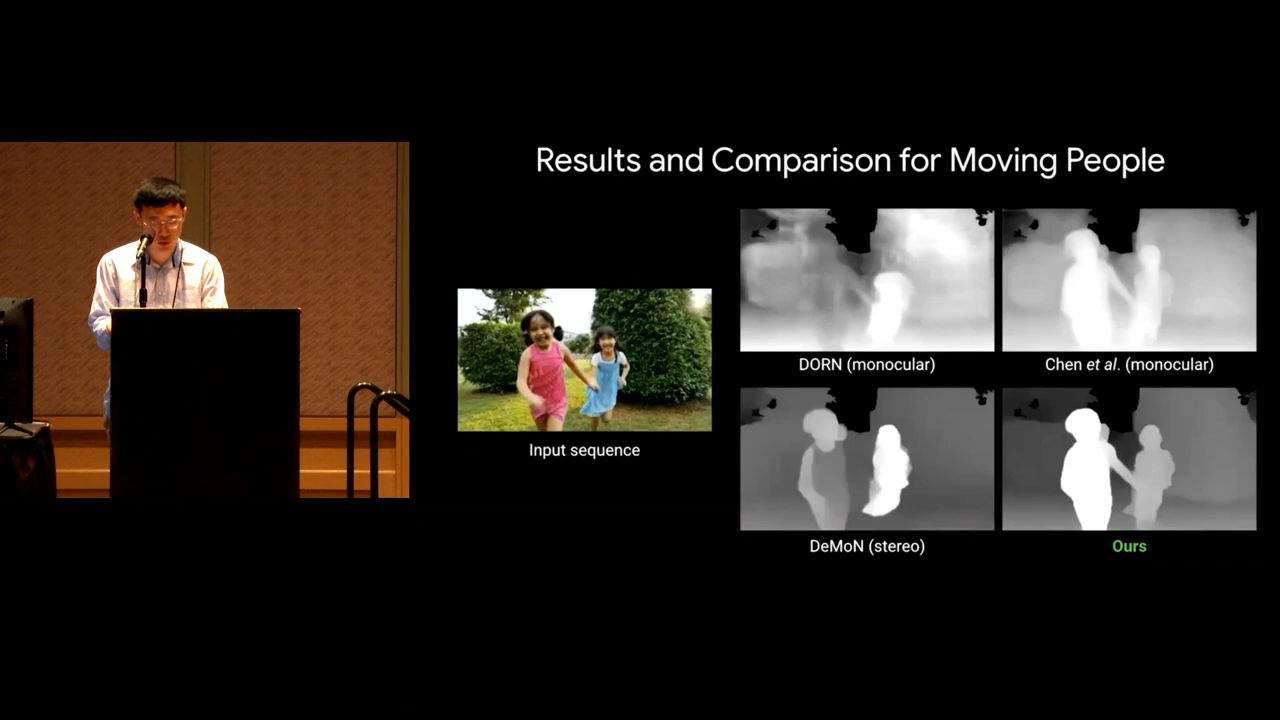 Results and Comparison for Moving People
Input sequence
DORN (monocular)
Chen et al. (monocular)
DeMoN (stereo)
Ours